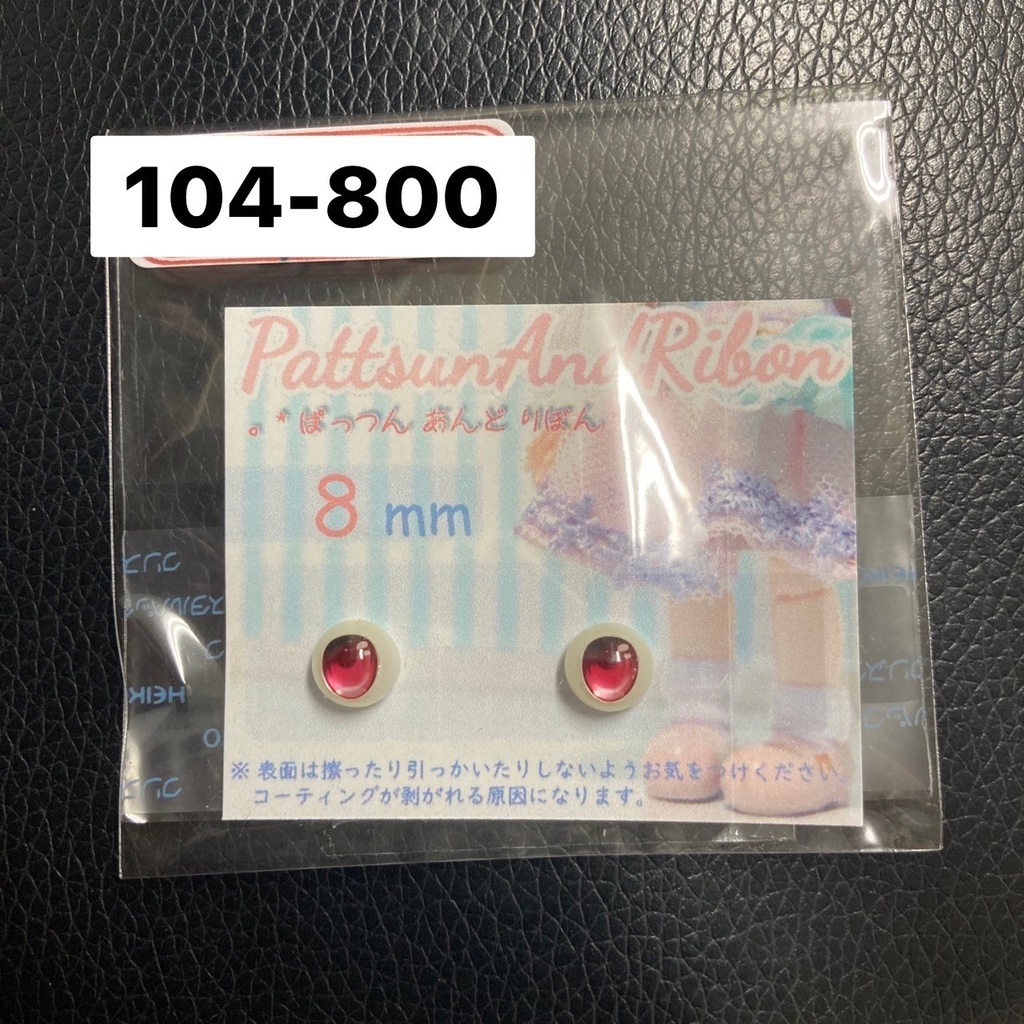 104-800
PattsunAndRibon
。*ぱっつん あんど りぼん*
8 mm
HEIKO
※ 表面は擦ったり引っかいたりしないようお気をつけください。
コーティングが剥がれる原因になります。